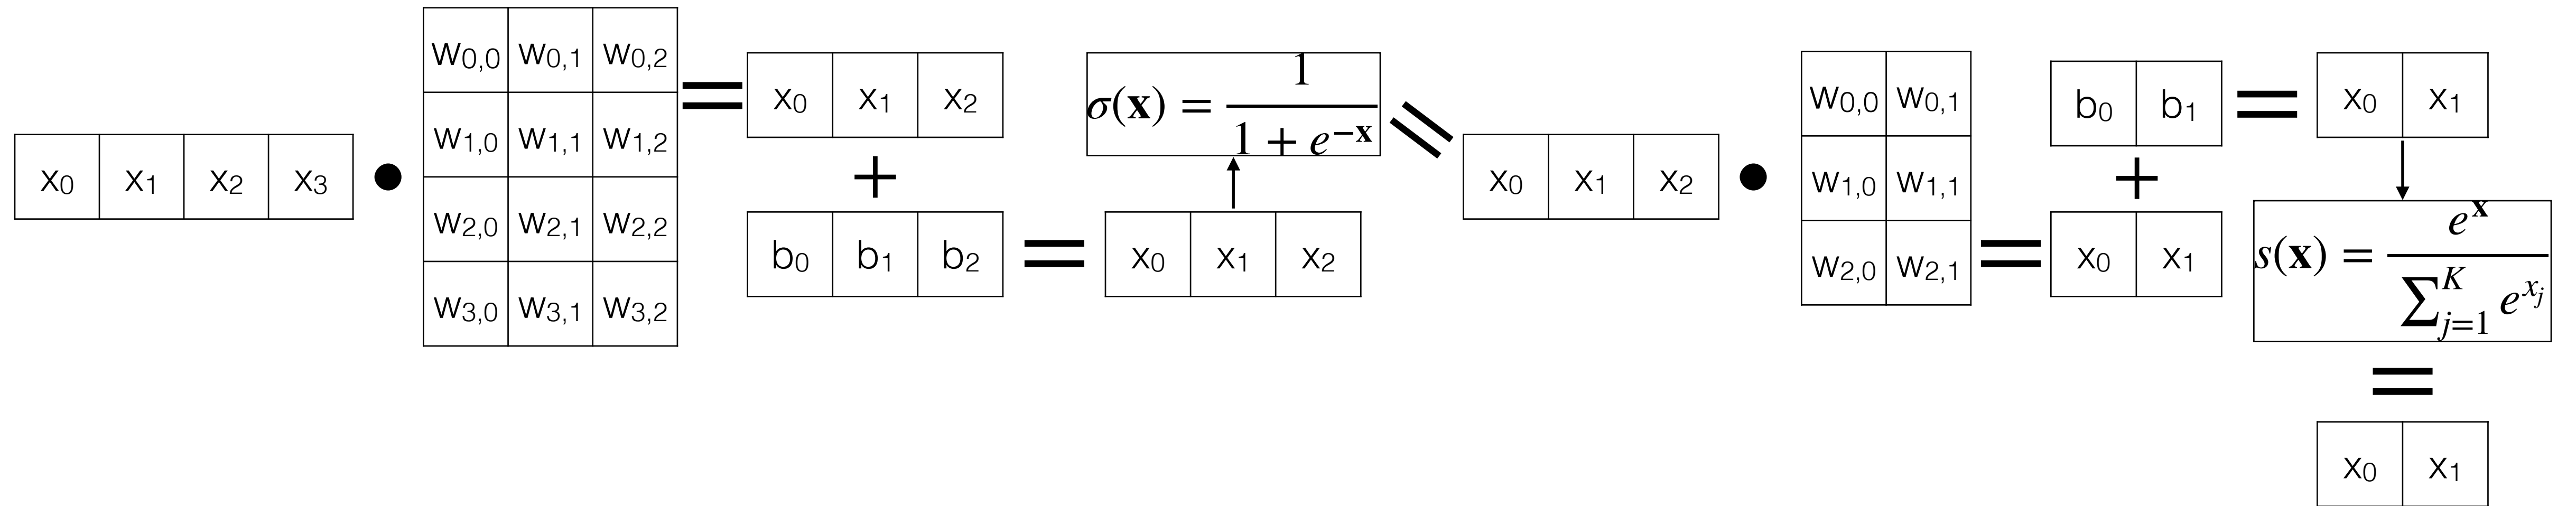 x₀ x₁ x₂ x₃
•
w₀,₀ w₀,₁ w₀,₂
w₁,₀ w₁,₁ w₁,₂
w₂,₀ w₂,₁ w₂,₂
w₃,₀ w₃,₁ w₃,₂
=
x₀ x₁ x₂
+
b₀ b₁ b₂
=
x₀ x₁ x₂
σ(𝐱) = 1 / (1 + e^(−𝐱))
=
x₀ x₁ x₂
•
w₀,₀ w₀,₁
w₁,₀ w₁,₁
w₂,₀ w₂,₁
=
x₀ x₁
+
b₀ b₁
=
x₀ x₁
s(𝐱) = e^𝐱 / ∑_{j=1}^{K} e^{x_j}
=
x₀ x₁